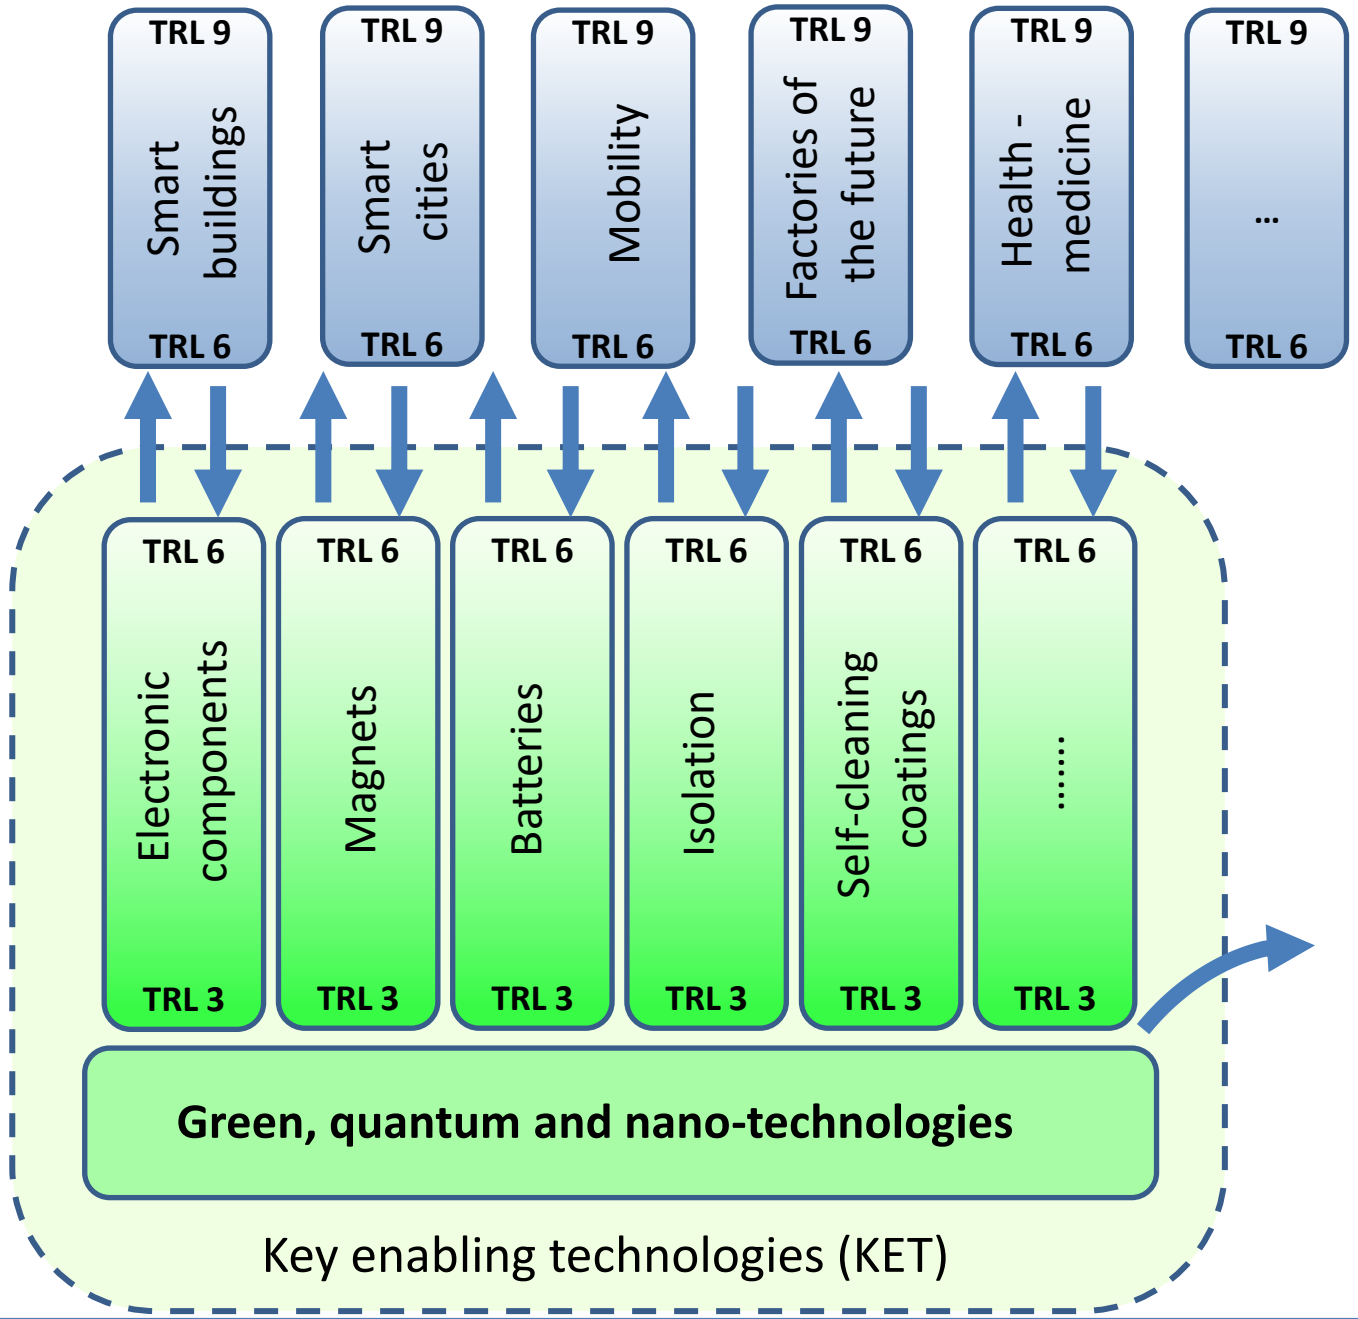 TRL 9
Smart
buildings
TRL 6
TRL 9
Smart
cities
TRL 6
TRL 9
Mobility
TRL 6
TRL 9
Factories of
the future
TRL 6
TRL 9
Health -
medicine
TRL 6
TRL 9
...
TRL 6
TRL 6
Electronic
components
TRL 3
TRL 6
Magnets
TRL 3
TRL 6
Batteries
TRL 3
TRL 6
Isolation
TRL 3
TRL 6
Self-cleaning
coatings
TRL 3
TRL 6
.......
TRL 3
Green, quantum and nano-technologies
Key enabling technologies (KET)